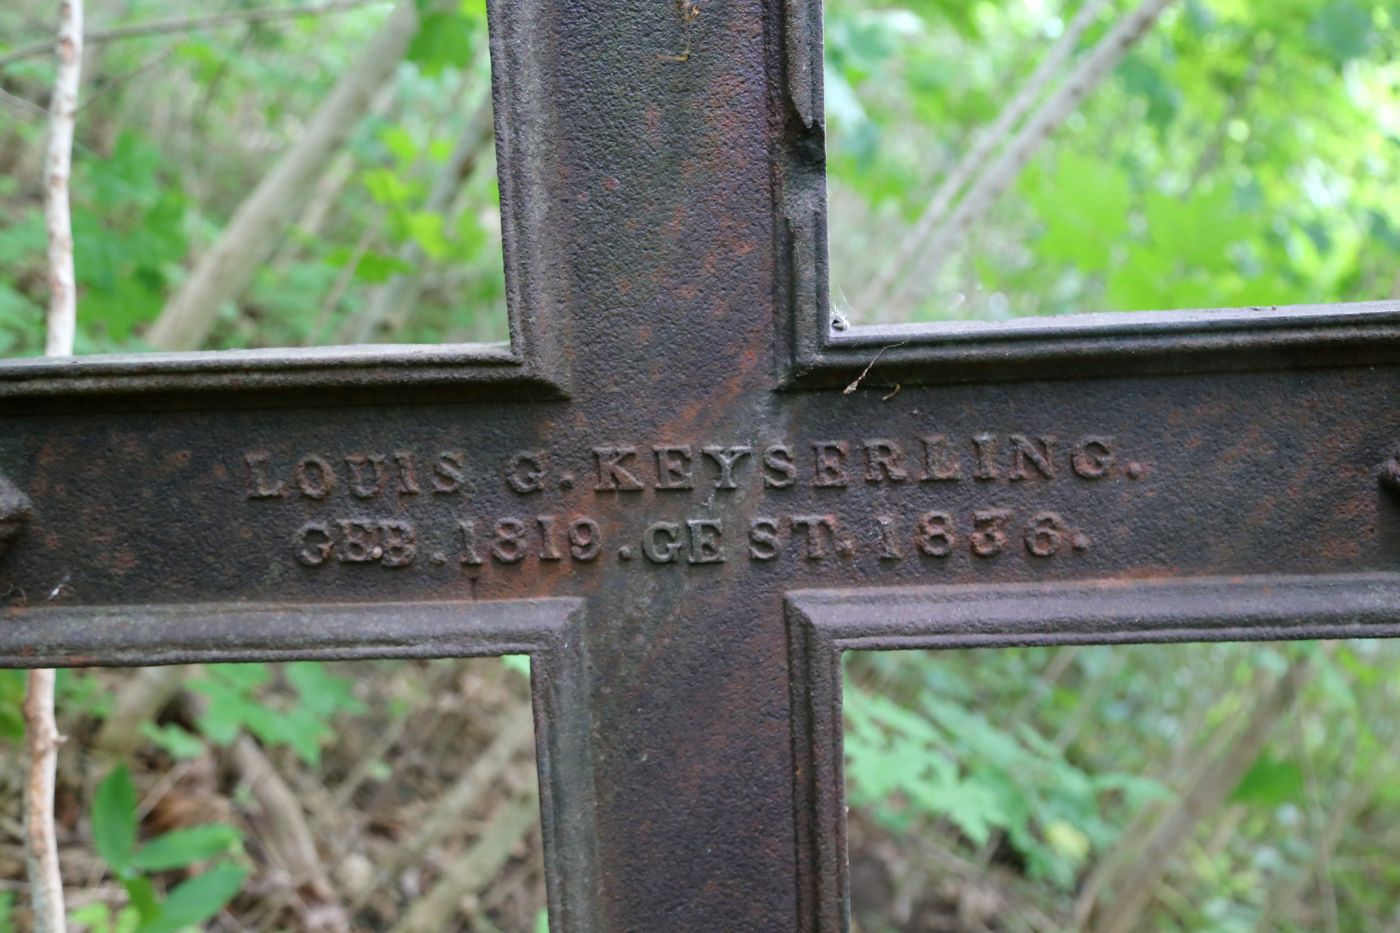 LOUIS G. KEYSERLING.
GEB. 1819. GEST. 1836.